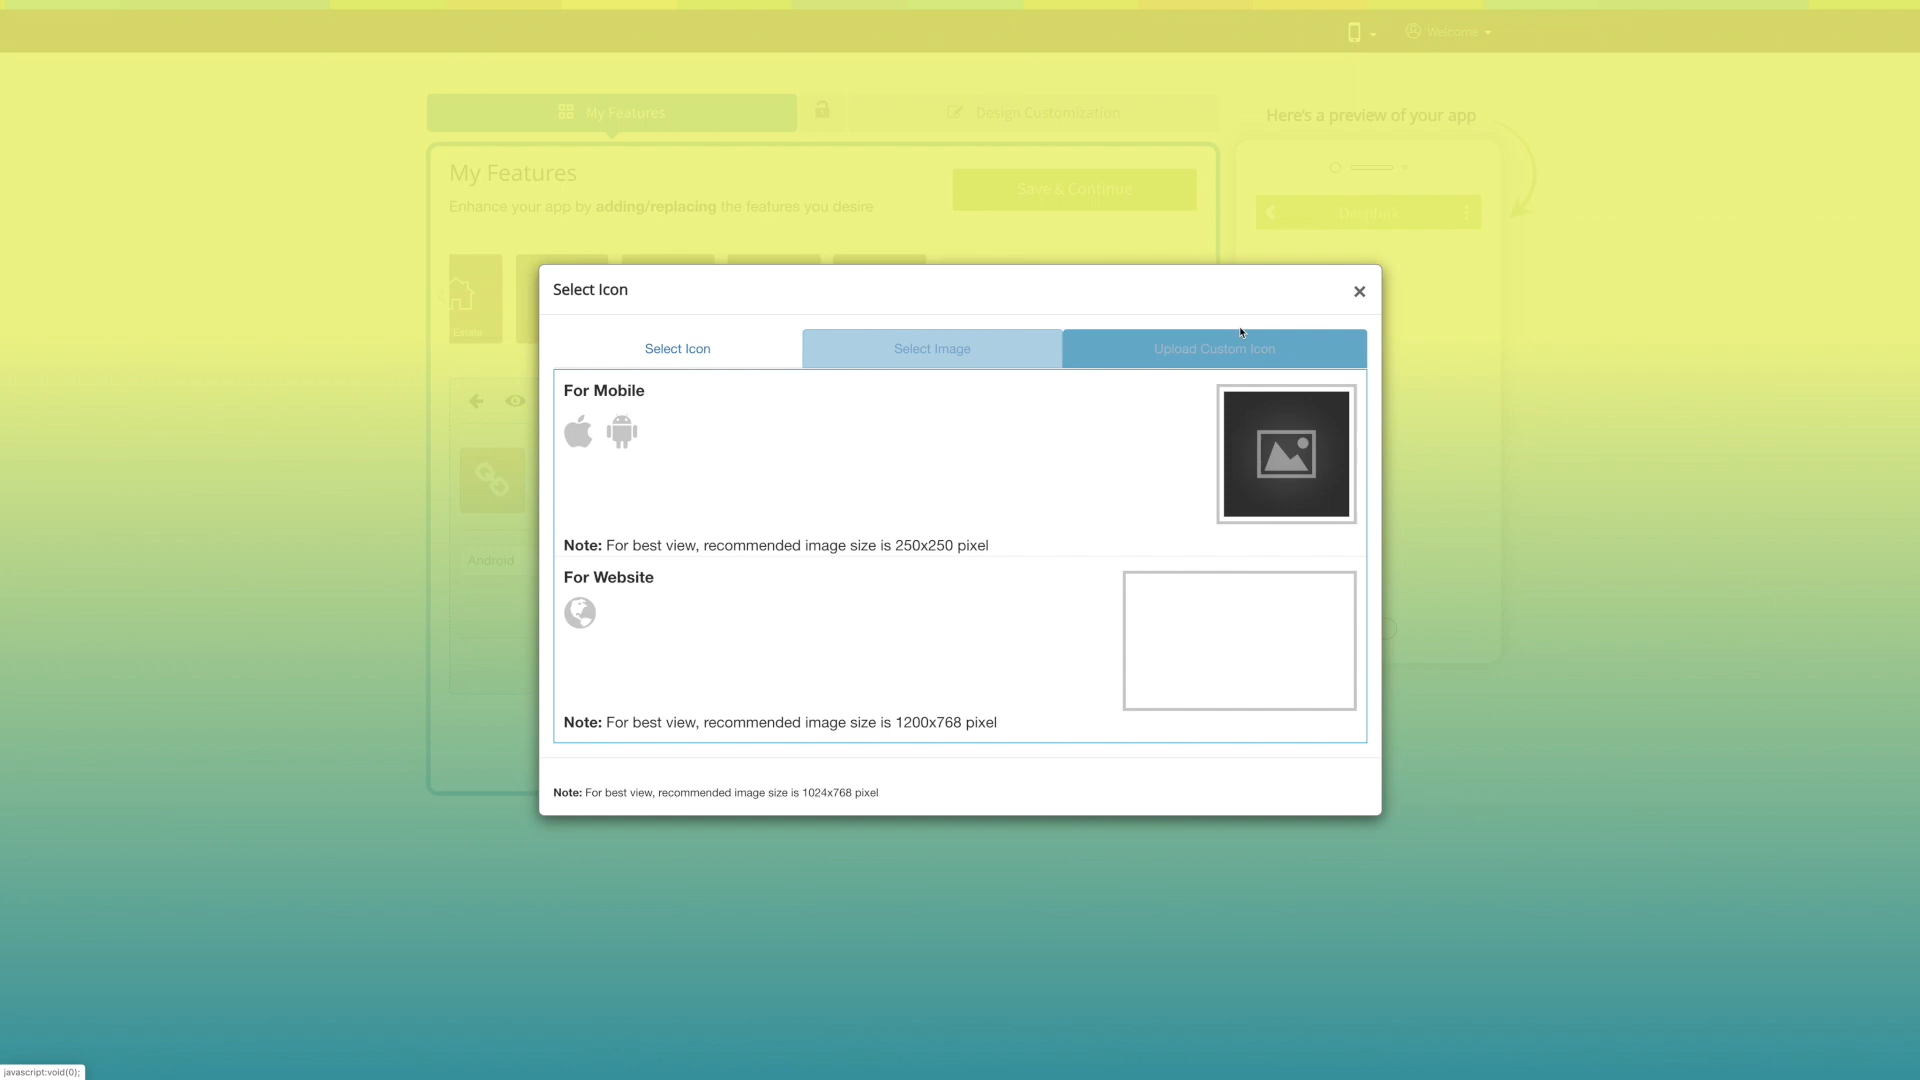 Welcome
My Features
Design Customization
Here's a preview of your app
My Features
Save & Continue
Enhance your app by adding/replacing the features you desire
Estate
Select Icon
×
Select Icon
Select Image
Upload Custom Icon
For Mobile
Note: For best view, recommended image size is 250x250 pixel
Android
For Website
Note: For best view, recommended image size is 1200x768 pixel
Note: For best view, recommended image size is 1024x768 pixel
javascript:void(0);